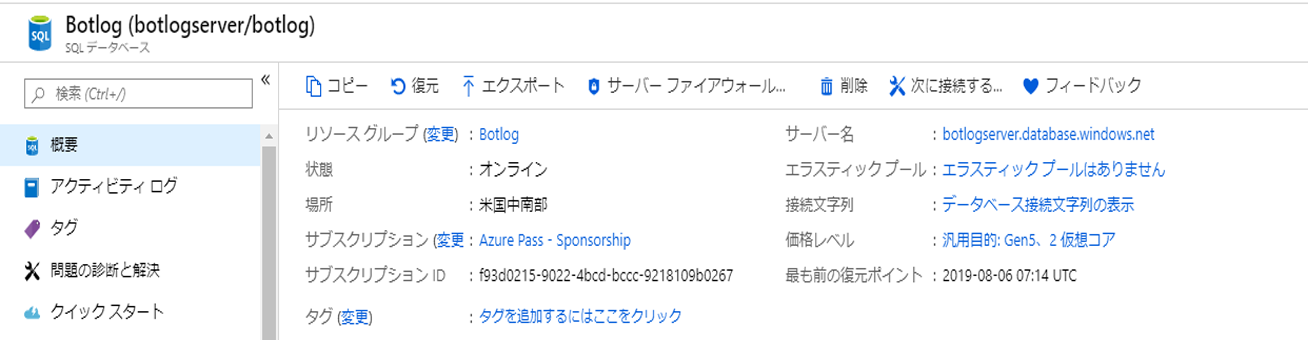 Botlog (botlogserver/botlog)
SQL データベース
検索 (Ctrl+/)
«
概要
アクティビティ ログ
タグ
問題の診断と解決
クイック スタート
コピー 復元 エクスポート サーバー ファイアウォール... 削除 次に接続する... フィードバック
リソース グループ (変更) : Botlog
状態 : オンライン
場所 : 米国中南部
サブスクリプション (変更 : Azure Pass - Sponsorship
サブスクリプション ID : f93d0215-9022-4bcd-bccc-9218109b0267
タグ (変更) : タグを追加するにはここをクリック
サーバー名 : botlogserver.database.windows.net
エラスティック プール : エラスティック プールはありません
接続文字列 : データベース接続文字列の表示
価格レベル : 汎用目的: Gen5、2 仮想コア
最も前の復元ポイント : 2019-08-06 07:14 UTC